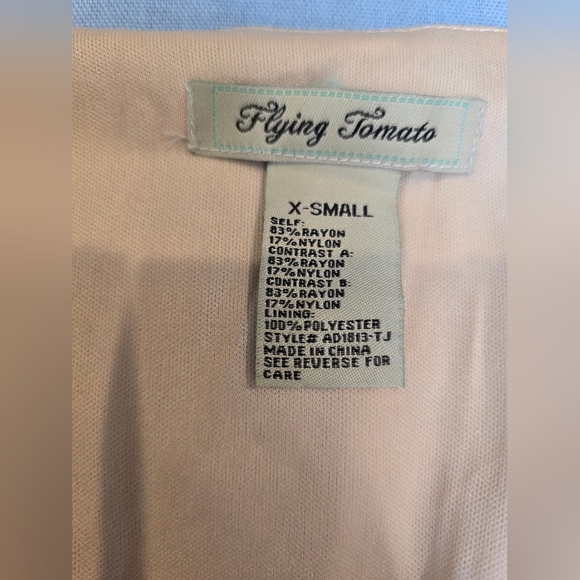 Flying Tomato
X-SMALL
SELF:
83%RAYON
17%NYLON
CONTRAST A:
83%RAYON
17%NYLON
CONTRAST B:
83%RAYON
17%NYLON
LINING:
100%POLYESTER
STYLE# AD1813-TJ
MADE IN CHINA
SEE REVERSE FOR
CARE